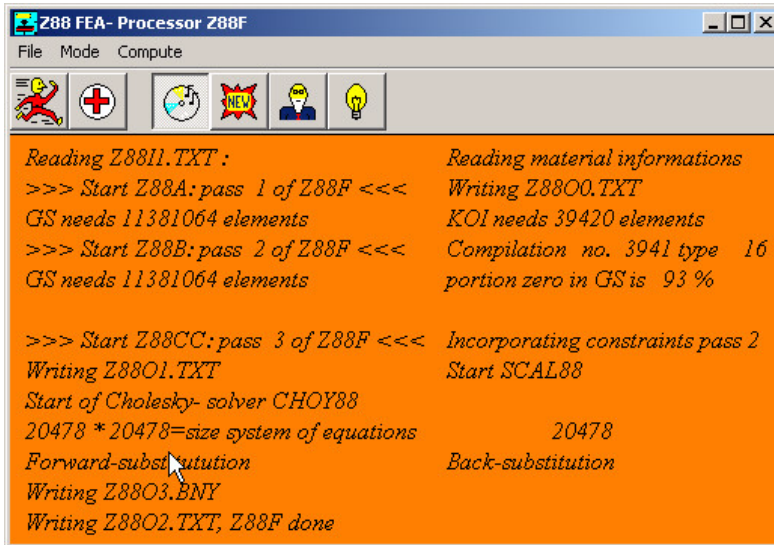 Z88 FEA- Processor Z88F
File Mode Compute
NEW
Reading Z88I1.TXT : Reading material informations
>>> Start Z88A: pass 1 of Z88F <<< Writing Z88O0.TXT
GS needs 11381064 elements KOI needs 39420 elements
>>> Start Z88B: pass 2 of Z88F <<< Compilation no. 3941 type 16
GS needs 11381064 elements portion zero in GS is 93 %
>>> Start Z88CC: pass 3 of Z88F <<< Incorporating constraints pass 2
Writing Z88O1.TXT Start SCAL88
Start of Cholesky- solver CHOY88
20478 * 20478=size system of equations 20478
Forward-substitutution Back-substitution
Writing Z88O3.BNY
Writing Z88O2.TXT, Z88F done